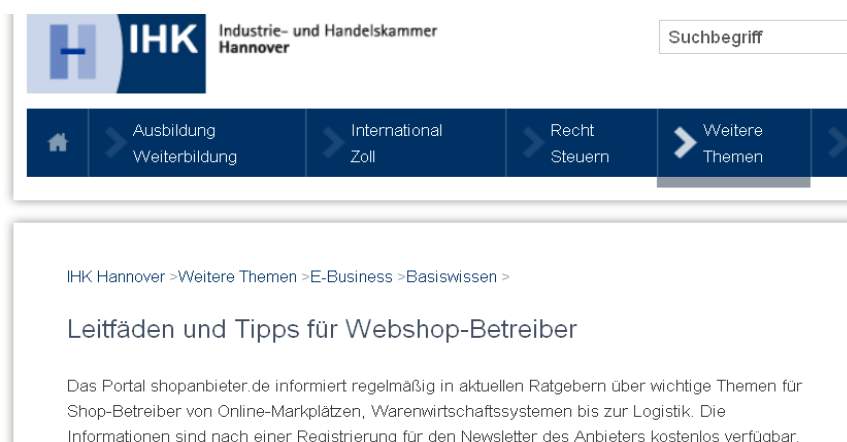 IHK
Industrie- und Handelskammer
Hannover
Suchbegriff
Ausbildung
Weiterbildung
International
Zoll
Recht
Steuern
Weitere
Themen
IHK Hannover >Weitere Themen >E-Business >Basiswissen >
Leitfäden und Tipps für Webshop-Betreiber
Das Portal shopanbieter.de informiert regelmäßig in aktuellen Ratgebern über wichtige Themen für
Shop-Betreiber von Online-Markplätzen, Warenwirtschaftssystemen bis zur Logistik. Die
Informationen sind nach einer Registrierung für den Newsletter des Anbieters kostenlos verfügbar.